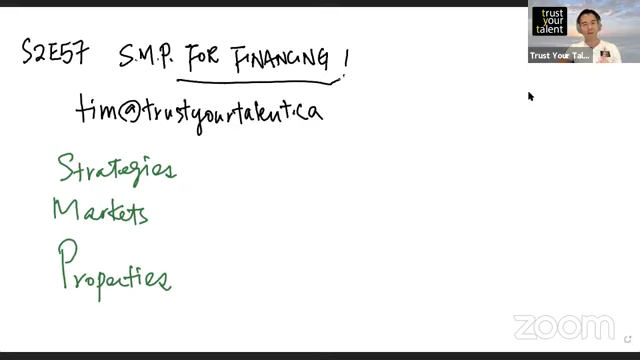 S2E57 S.M.P. FOR FINANCING!
tim@trustyourtalent.ca
Strategies
Markets
Properties
trust
your
talent
Trust Your Tal...
zoom